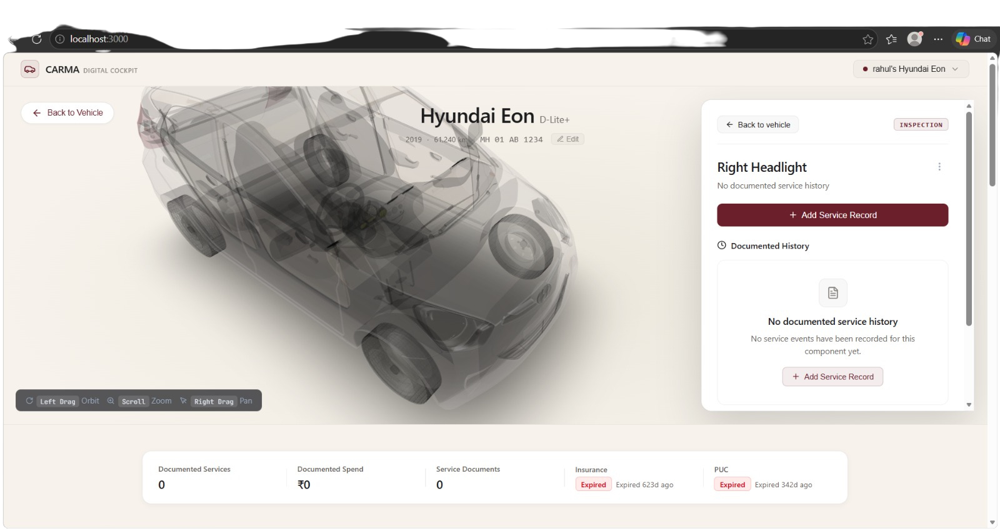 localhost:3000
Chat
CARMA DIGITAL COCKPIT
rahul's Hyundai Eon
Back to Vehicle
Hyundai Eon D-Lite+
2019 · 61,240 km · MH 01 AB 1234 Edit
Back to vehicle
INSPECTION
Right Headlight
No documented service history
+ Add Service Record
Documented History
No documented service history
No service events have been recorded for this
component yet.
+ Add Service Record
Left Drag Orbit Scroll Zoom Right Drag Pan
Documented Services
0
Documented Spend
₹0
Service Documents
0
Insurance
Expired Expired 623d ago
PUC
Expired Expired 342d ago